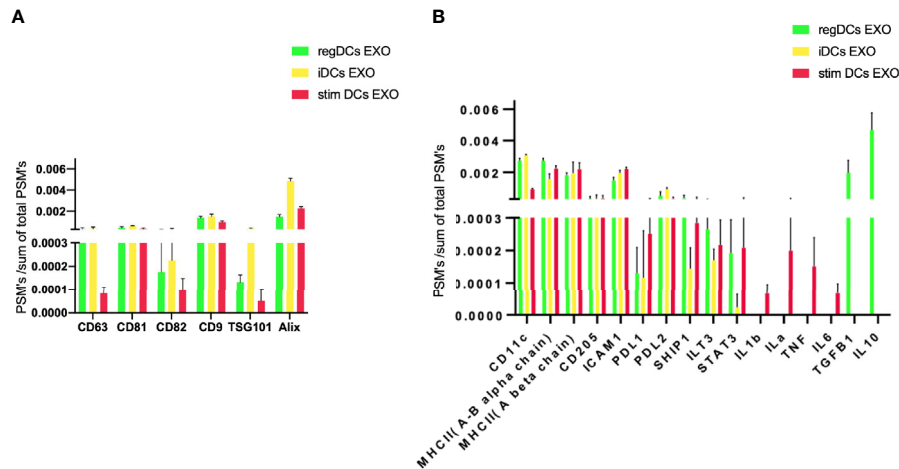 A
regDCs EXO
iDCs EXO
stim DCs EXO
PSM's /sum of total PSM's
0.006
0.004
0.002
0.0003
0.0002
0.0001
0.0000
CD63 CD81 CD82 CD9 TSG101 Alix
B
regDCs EXO
iDCs EXO
stim DCs EXO
PSM's /sum of total PSM's
0.006
0.004
0.002
0.0003
0.0002
0.0001
0.0000
CD11c
MHCII( A-B alpha chain)
MHCII( A beta chain)
CD205
ICAM1
PDL1
PDL2
SHIP1
ILT3
STAT3
IL1b
ILa
TNF
IL6
TGFB1
IL10